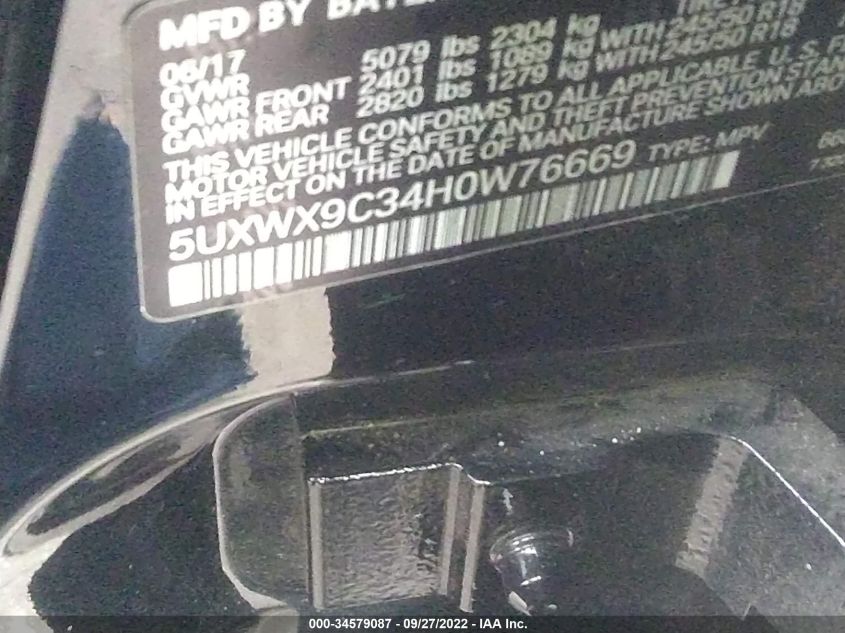 MFD BY
06/17
GVWR 5079 lbs 2304 kg
GAWR FRONT 2401 lbs 1089 kg WITH 245/50 R18
GAWR REAR 2820 lbs 1279 kg WITH 245/50 R18
THIS VEHICLE CONFORMS TO ALL APPLICABLE U.S.
MOTOR VEHICLE SAFETY AND THEFT PREVENTION
IN EFFECT ON THE DATE OF MANUFACTURE SHOWN
5UXWX9C34H0W76669 TYPE: MPV
000-34579087 - 09/27/2022 - IAA Inc.